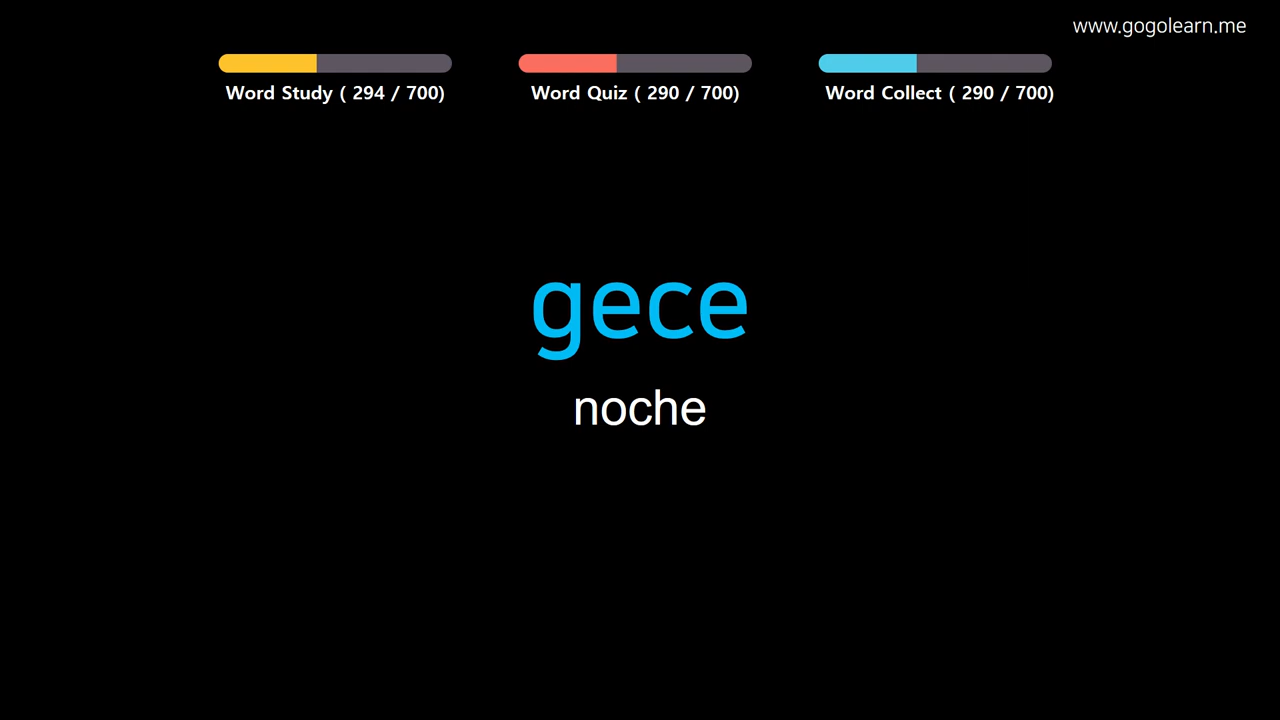 www.gogolearn.me
Word Study ( 294 / 700)
Word Quiz ( 290 / 700)
Word Collect ( 290 / 700)
gece
noche